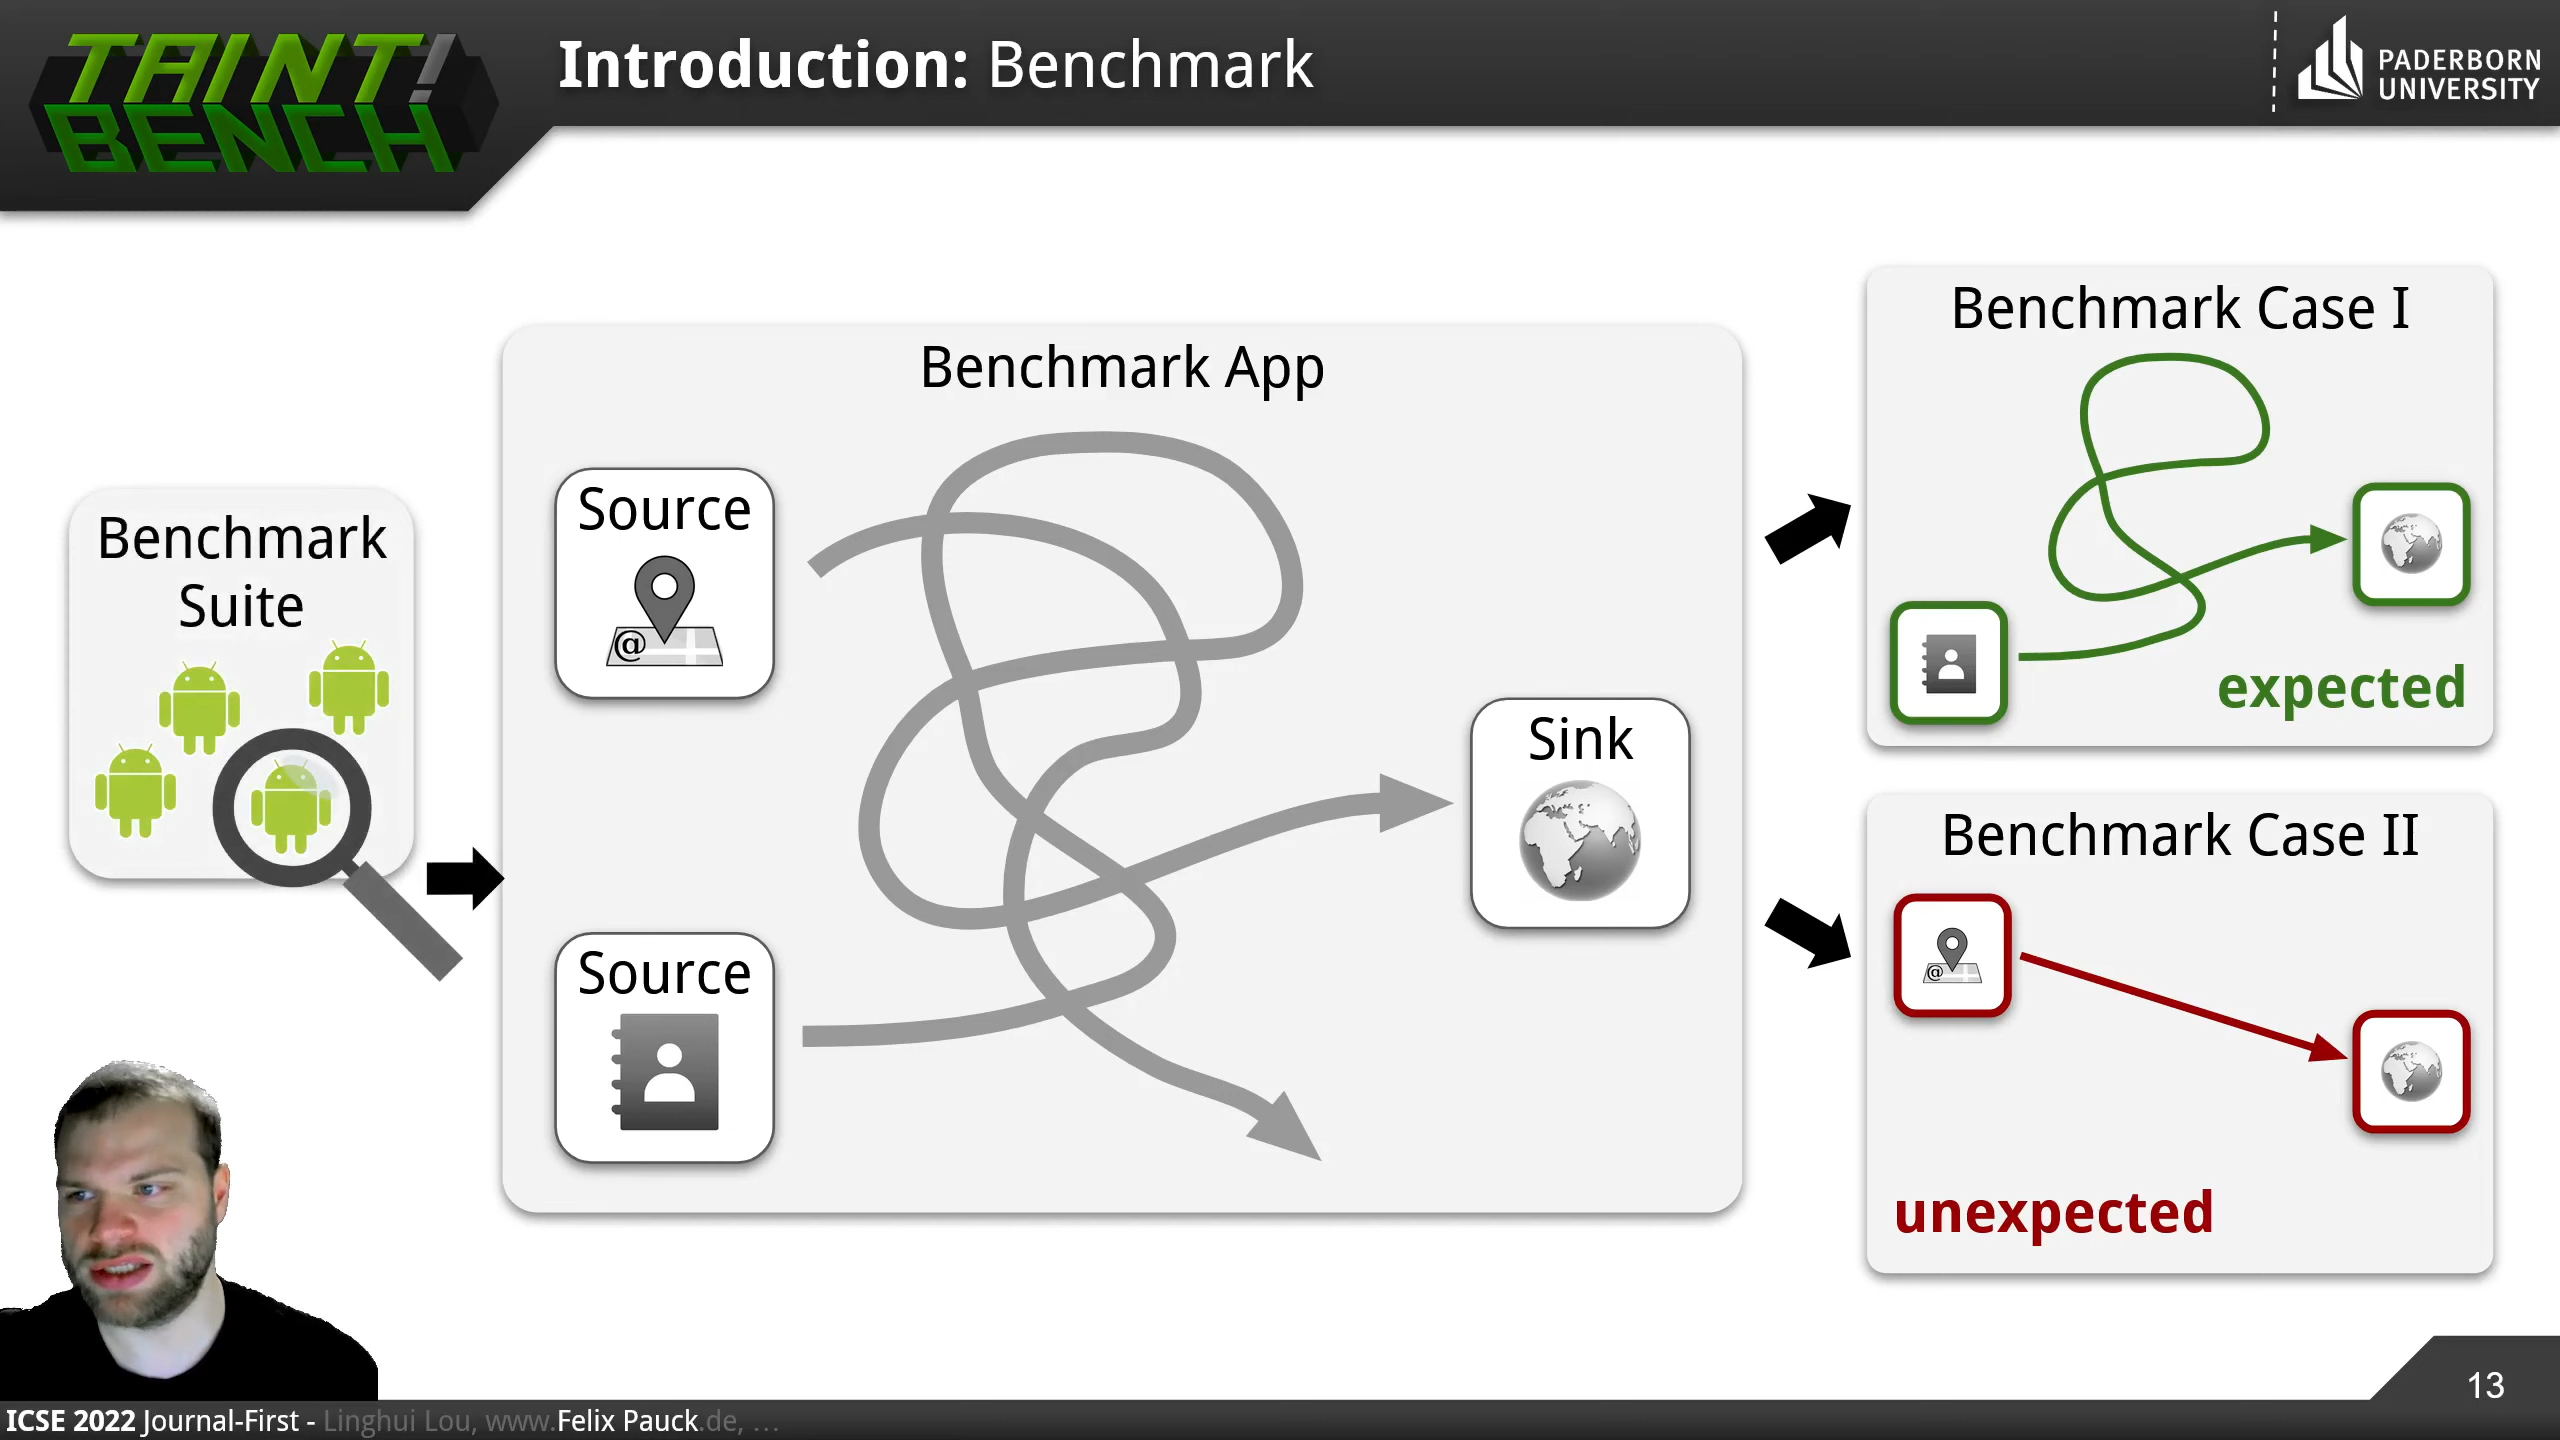 TAINT!
BENCH
Introduction: Benchmark
PADERBORN
UNIVERSITY
Benchmark
Suite
Benchmark App
Source
@
Source
Sink
Benchmark Case I
expected
Benchmark Case II
@
unexpected
13
ICSE 2022 Journal-First - Linghui Lou, www.Felix Pauck.de, ...